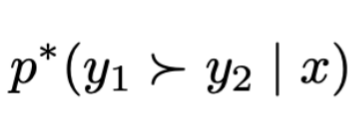 p*(y₁ ≻ y₂ | x)